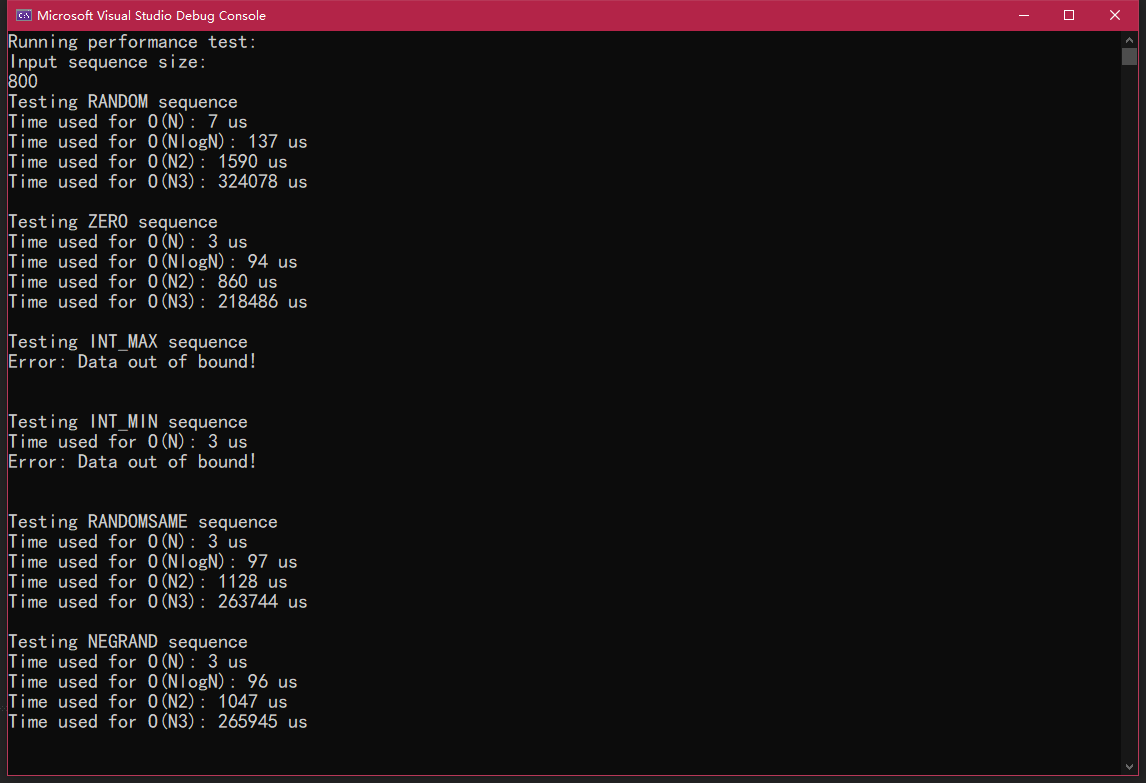 Microsoft Visual Studio Debug Console
Running performance test:
Input sequence size:
800
Testing RANDOM sequence
Time used for O(N): 7 us
Time used for O(NlogN): 137 us
Time used for O(N2): 1590 us
Time used for O(N3): 324078 us
Testing ZERO sequence
Time used for O(N): 3 us
Time used for O(NlogN): 94 us
Time used for O(N2): 860 us
Time used for O(N3): 218486 us
Testing INT_MAX sequence
Error: Data out of bound!
Testing INT_MIN sequence
Time used for O(N): 3 us
Error: Data out of bound!
Testing RANDOMSAME sequence
Time used for O(N): 3 us
Time used for O(NlogN): 97 us
Time used for O(N2): 1128 us
Time used for O(N3): 263744 us
Testing NEGRAND sequence
Time used for O(N): 3 us
Time used for O(NlogN): 96 us
Time used for O(N2): 1047 us
Time used for O(N3): 265945 us